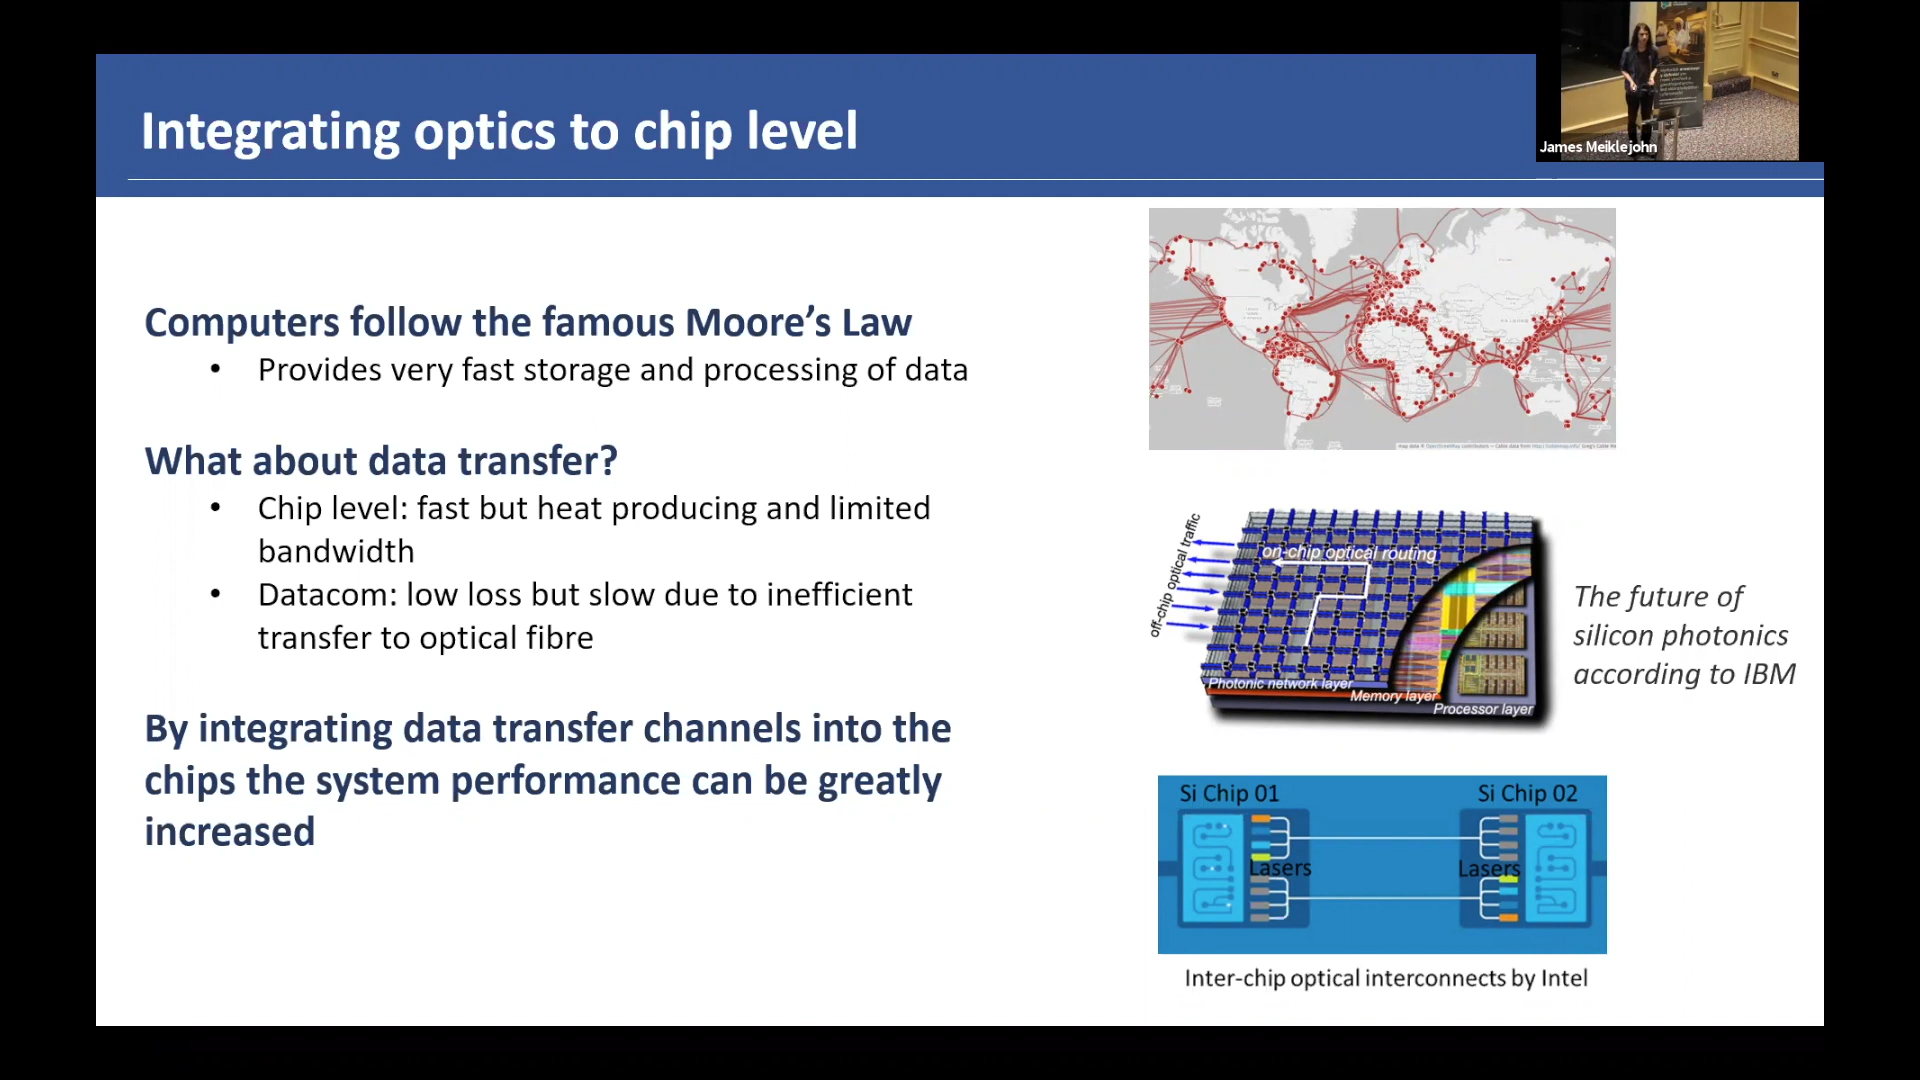 Integrating optics to chip level
James Meiklejohn
Computers follow the famous Moore's Law
• Provides very fast storage and processing of data
What about data transfer?
• Chip level: fast but heat producing and limited
bandwidth
• Datacom: low loss but slow due to inefficient
transfer to optical fibre
By integrating data transfer channels into the
chips the system performance can be greatly
increased
off-chip optical traffic
on-chip optical routing
Photonic network layer
Memory layer
Processor layer
The future of
silicon photonics
according to IBM
Si Chip 01
Si Chip 02
Lasers
Lasers
Inter-chip optical interconnects by Intel